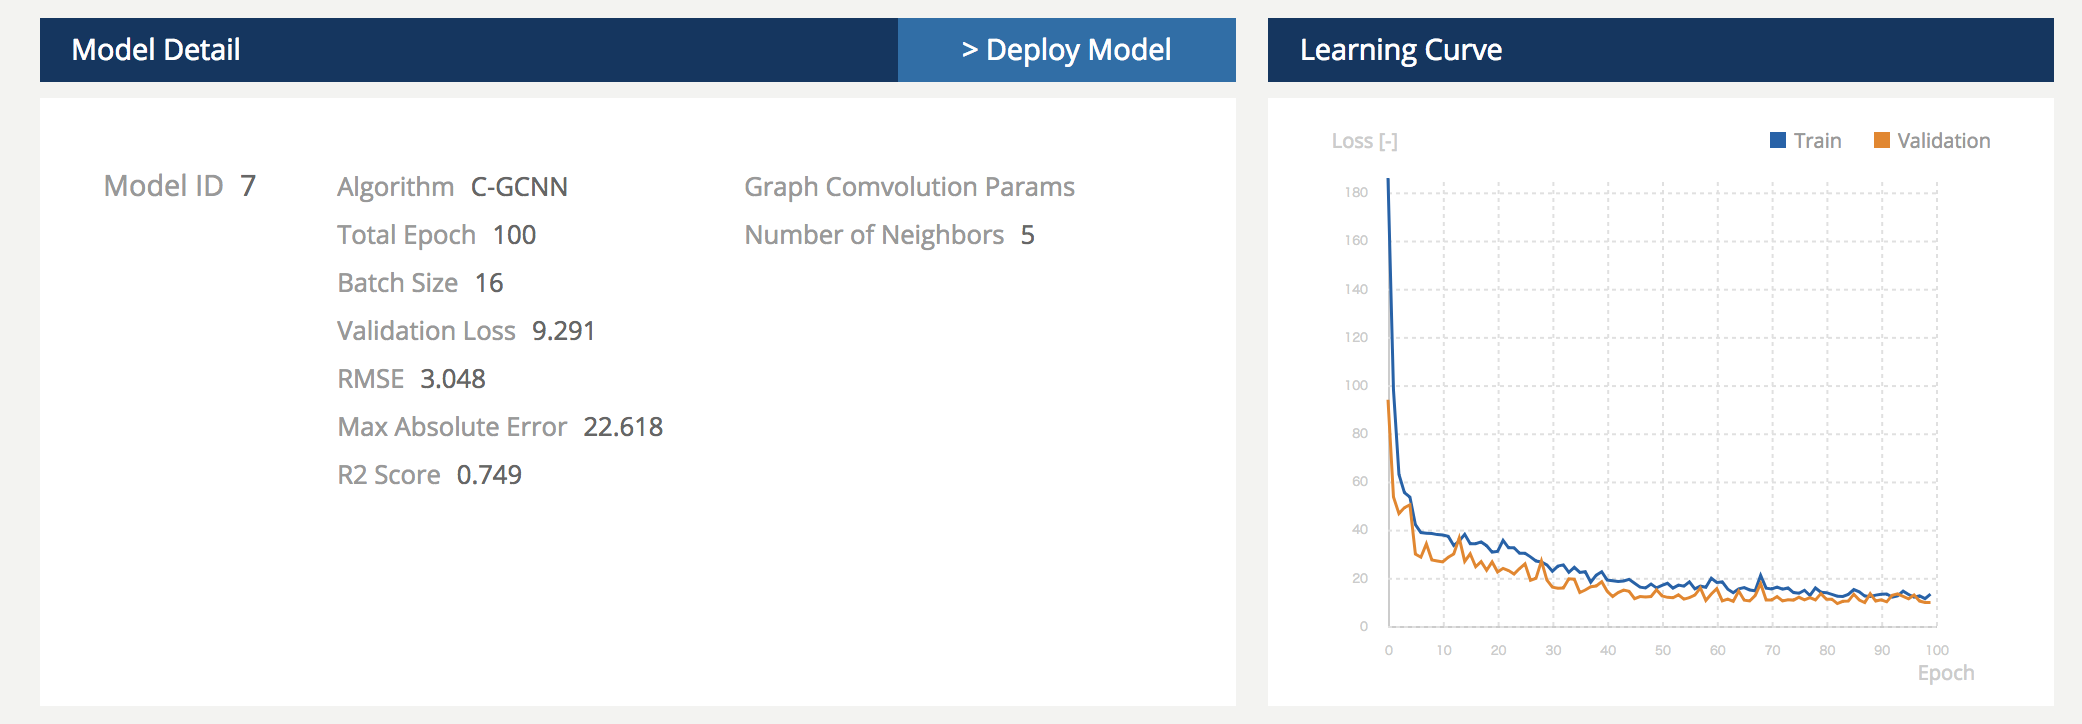 Model Detail
> Deploy Model
Model ID 7
Algorithm C-GCNN
Total Epoch 100
Batch Size 16
Validation Loss 9.291
RMSE 3.048
Max Absolute Error 22.618
R2 Score 0.749
Graph Comvolution Params
Number of Neighbors 5
Learning Curve
Loss [-]
Train
Validation
180
160
140
120
100
80
60
40
20
0
0 10 20 30 40 50 60 70 80 90 100
Epoch